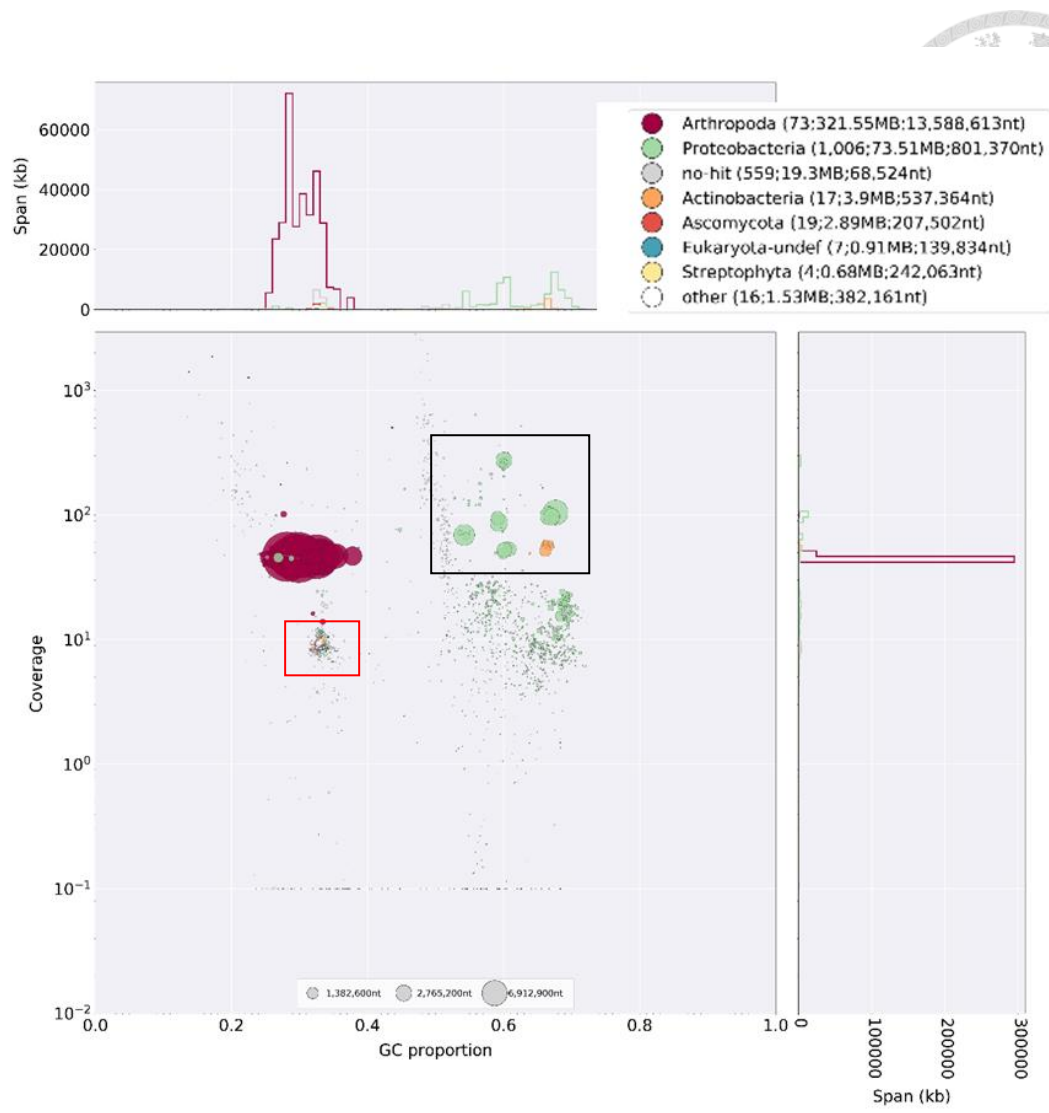 60000
40000
20000
0
Span (kb)
Arthropoda (73;321.55MB;13,588,613nt)
Proteobacteria (1,006;73.51MB;801,370nt)
no-hit (559;19.3MB;68,524nt)
Actinobacteria (17;3.9MB;537,364nt)
Ascomycota (19;2.89MB;207,502nt)
Eukaryota-undef (7;0.91MB;139,834nt)
Streptophyta (4;0.68MB;242,063nt)
other (16;1.53MB;382,161nt)
10³
10²
10¹
10⁰
10⁻¹
10⁻²
Coverage
1,382,600nt 2,765,200nt 6,912,900nt
0.0 0.2 0.4 0.6 0.8 1.0
GC proportion
0 100000 200000 300000
Span (kb)